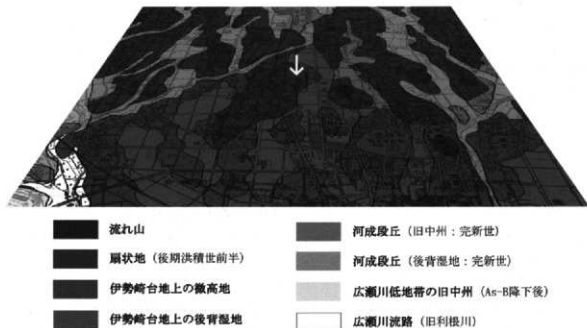 流れ山
扇状地(後期洪積世前半)
伊勢崎台地上の微高地
伊勢崎台地上の後背湿地
河成段丘(旧中州:完新世)
河成段丘(後背湿地:完新世)
広瀬川低地帯の旧中州(As-B降下後)
広瀬川流路(旧利根川)